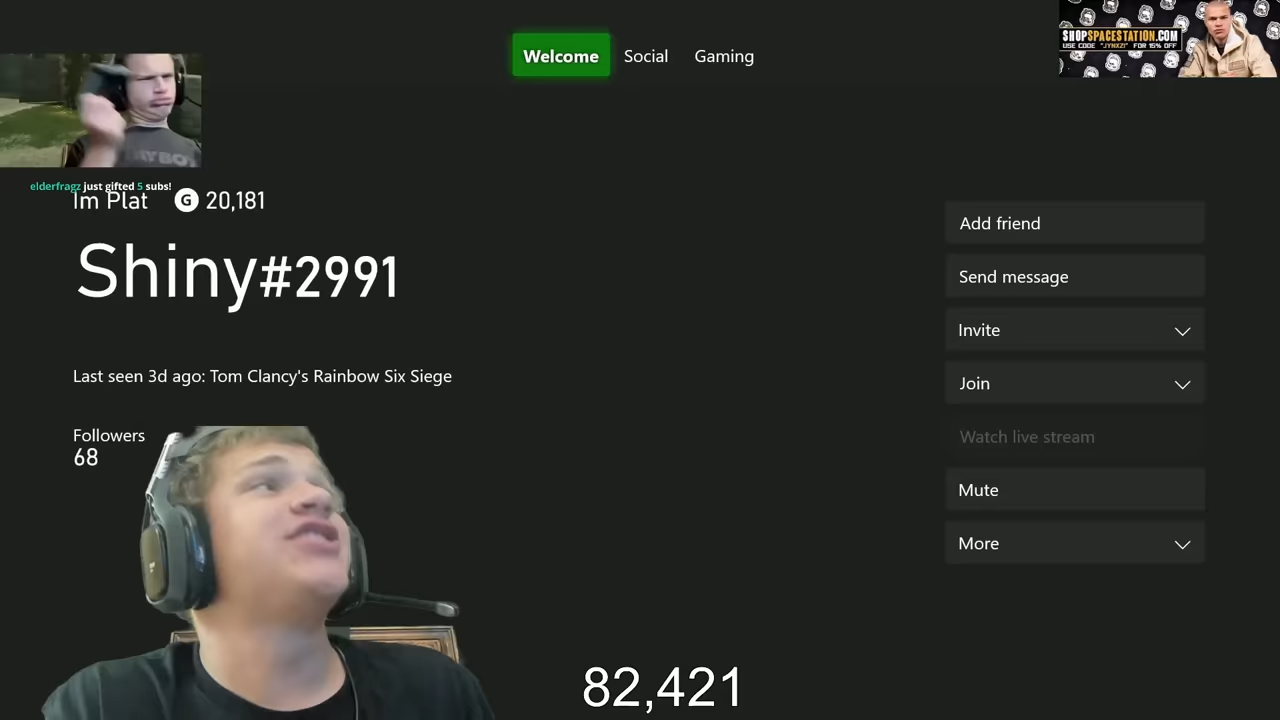 Welcome Social Gaming
SHOPSPACESTATION.COM
USE CODE "JYNXZI" FOR 15% OFF
elderfragz just gifted 5 subs!
Im Plat G 20,181
Shiny#2991
Last seen 3d ago: Tom Clancy's Rainbow Six Siege
Followers
68
Add friend
Send message
Invite
Join
Watch live stream
Mute
More
82,421